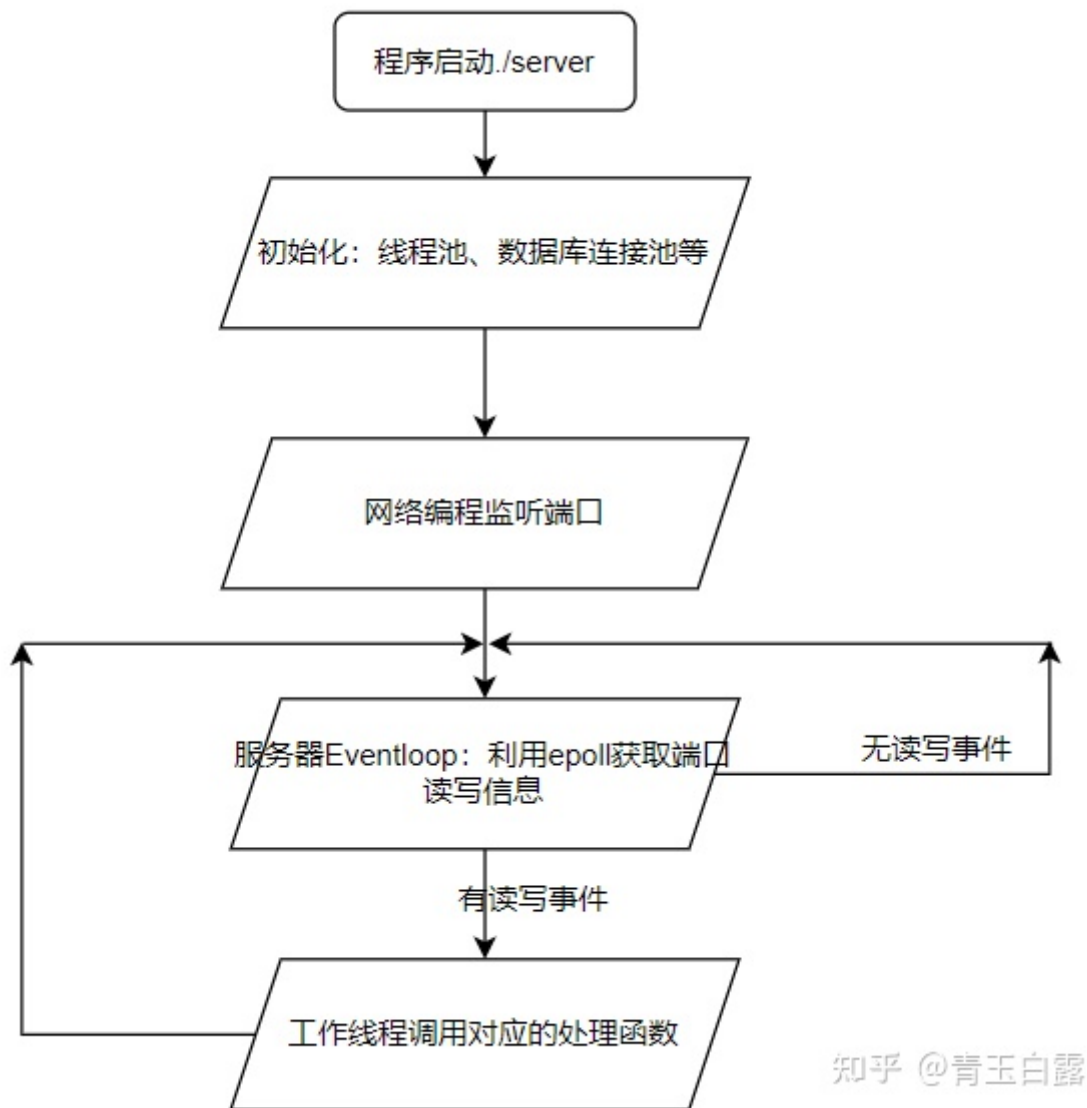 程序启动./server
初始化：线程池、数据库连接池等
网络编程监听端口
服务器Eventloop：利用epoll获取端口
读写信息
无读写事件
有读写事件
工作线程调用对应的处理函数
知乎 @青玉白露